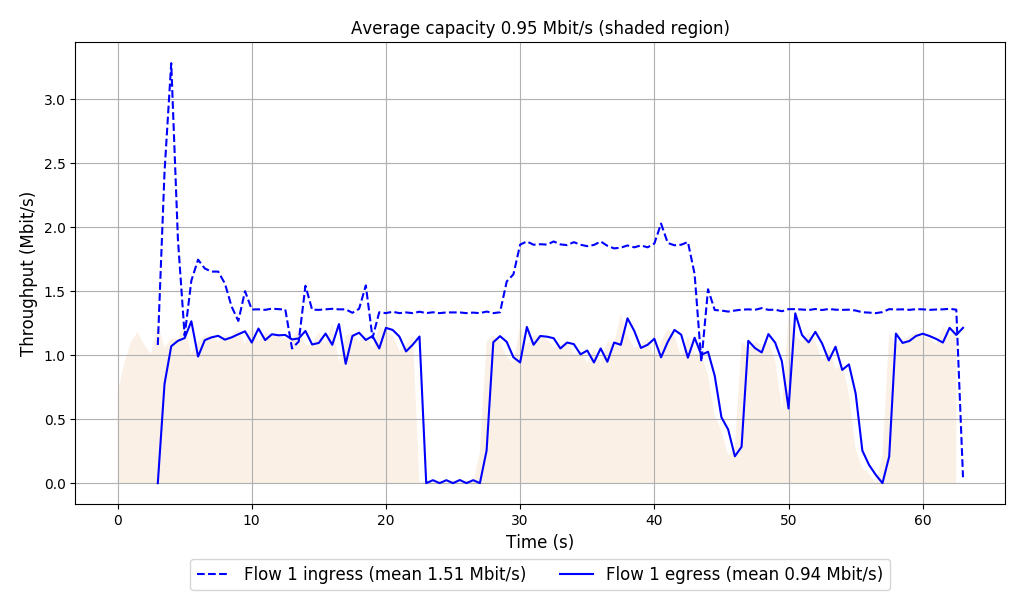 Average capacity 0.95 Mbit/s (shaded region)
Throughput (Mbit/s)
3.0
2.5
2.0
1.5
1.0
0.5
0.0
0 10 20 30 40 50 60
Time (s)
Flow 1 ingress (mean 1.51 Mbit/s) Flow 1 egress (mean 0.94 Mbit/s)